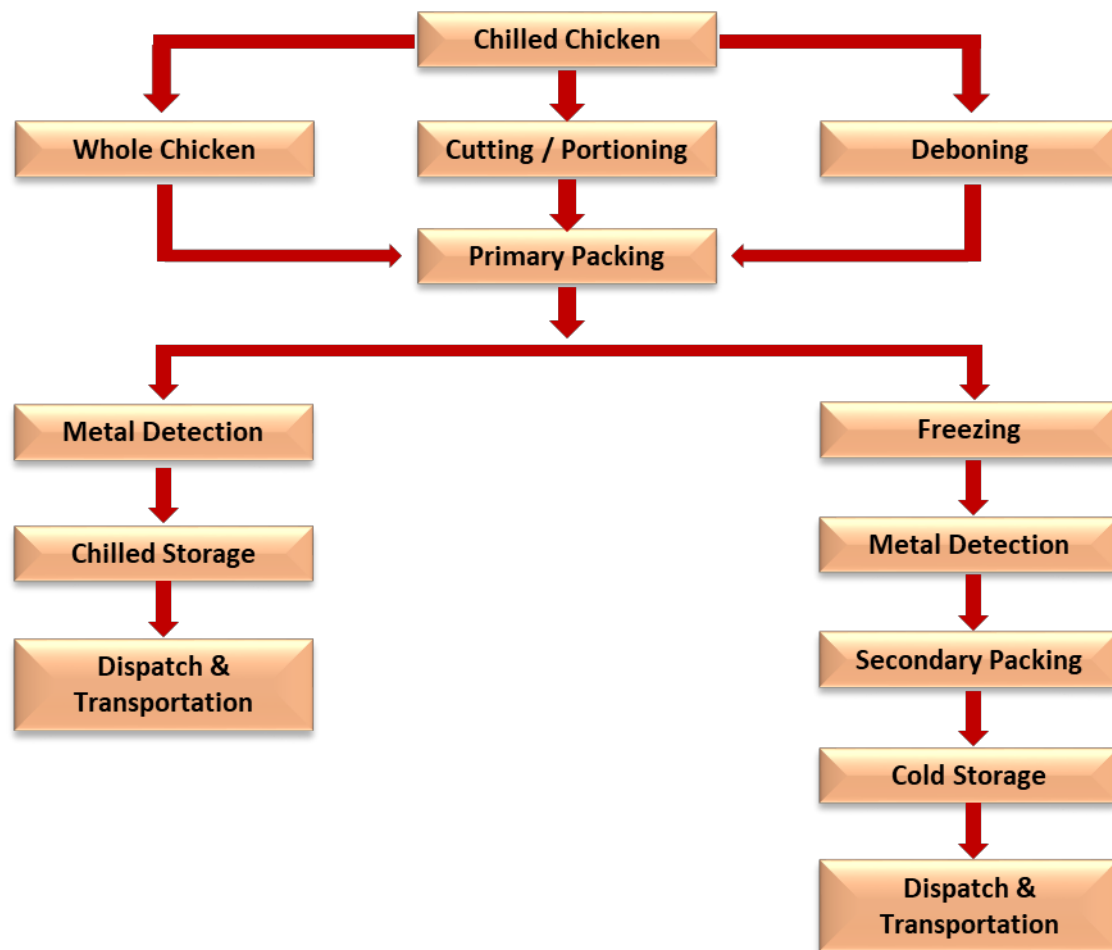 Chilled Chicken
Whole Chicken
Cutting / Portioning
Deboning
Primary Packing
Metal Detection
Freezing
Chilled Storage
Metal Detection
Dispatch &
Transportation
Secondary Packing
Cold Storage
Dispatch &
Transportation